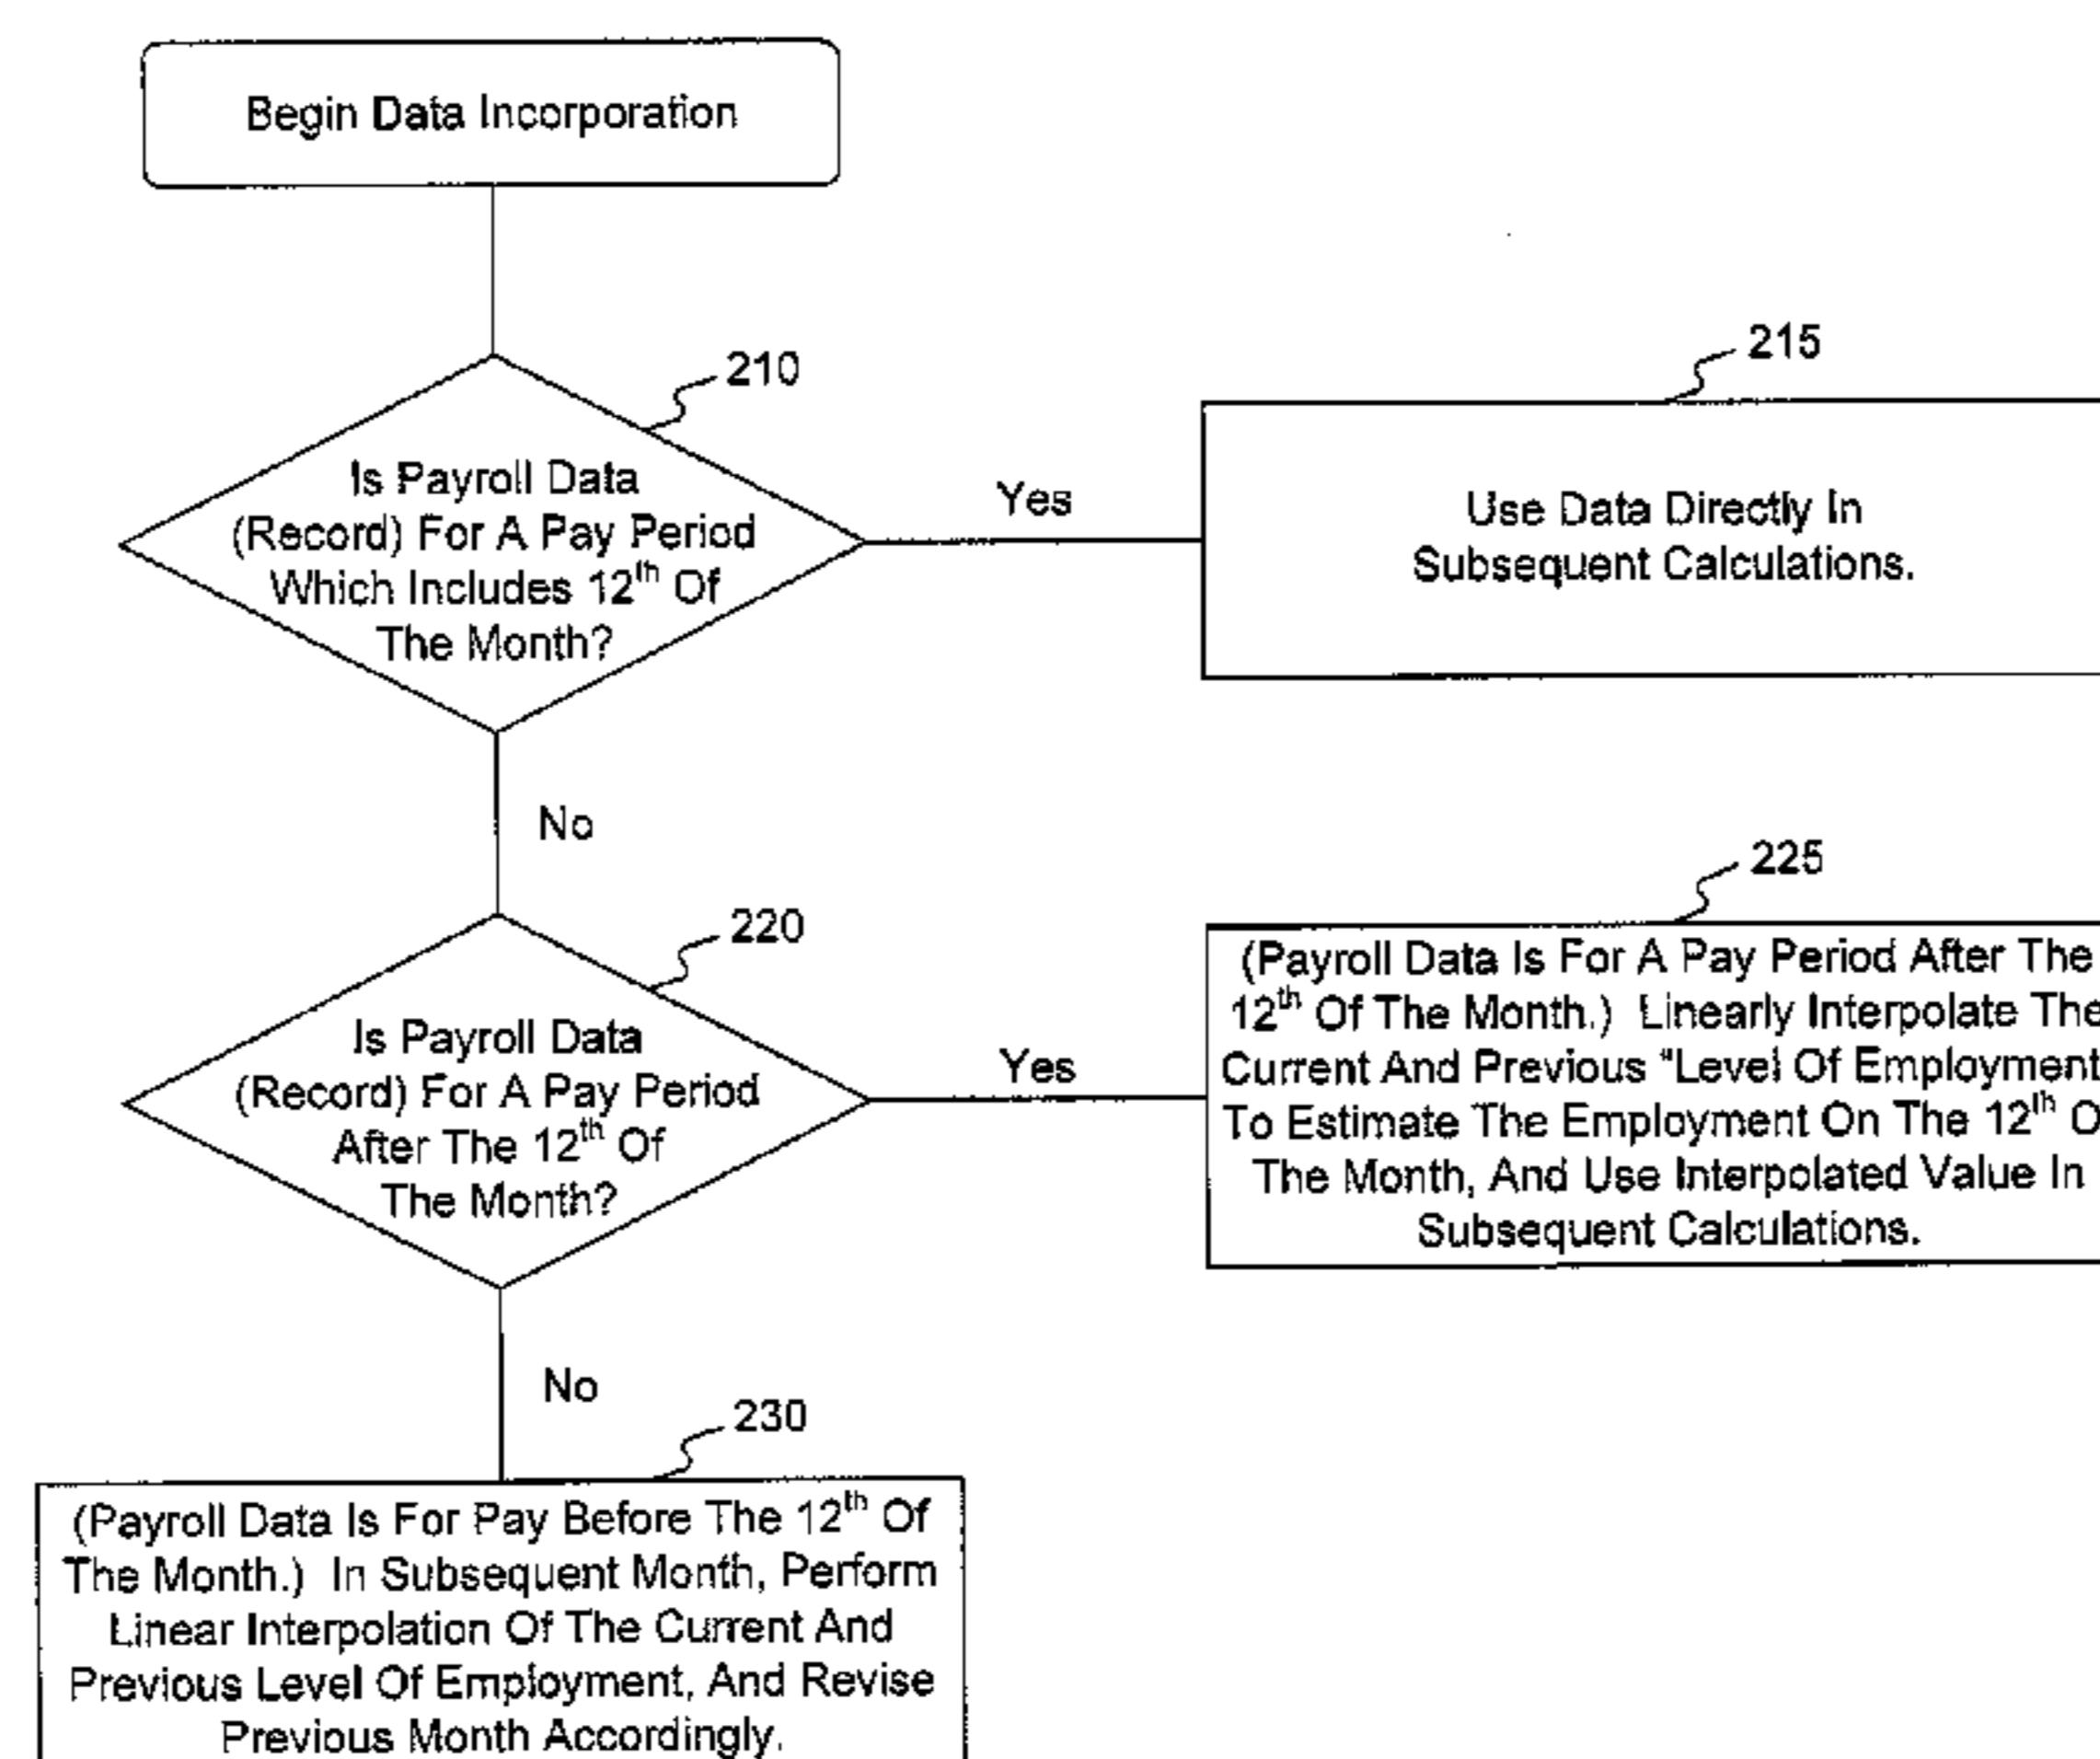 Begin Data Incorporation
210
Is Payroll Data
(Record) For A Pay Period
Which Includes 12th Of
The Month?
Yes
215
Use Data Directly In
Subsequent Calculations.
No
220
Is Payroll Data
(Record) For A Pay Period
After The 12th Of
The Month?
Yes
225
(Payroll Data Is For A Pay Period After The
12th Of The Month.) Linearly Interpolate The
Current And Previous "Level Of Employment
To Estimate The Employment On The 12th O
The Month, And Use Interpolated Value In
Subsequent Calculations.
No
230
(Payroll Data Is For Pay Before The 12th Of
The Month.) In Subsequent Month, Perform
Linear Interpolation Of The Current And
Previous Level Of Employment, And Revise
Previous Month Accordingly.